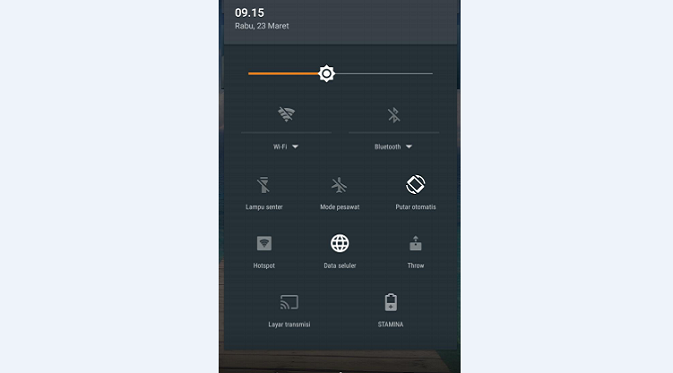 09.15
Rabu, 23 Maret
Wi-Fi
Bluetooth
Lampu senter
Mode pesawat
Putar otomatis
Hotspot
Data seluler
Throw
Layar transmisi
STAMINA